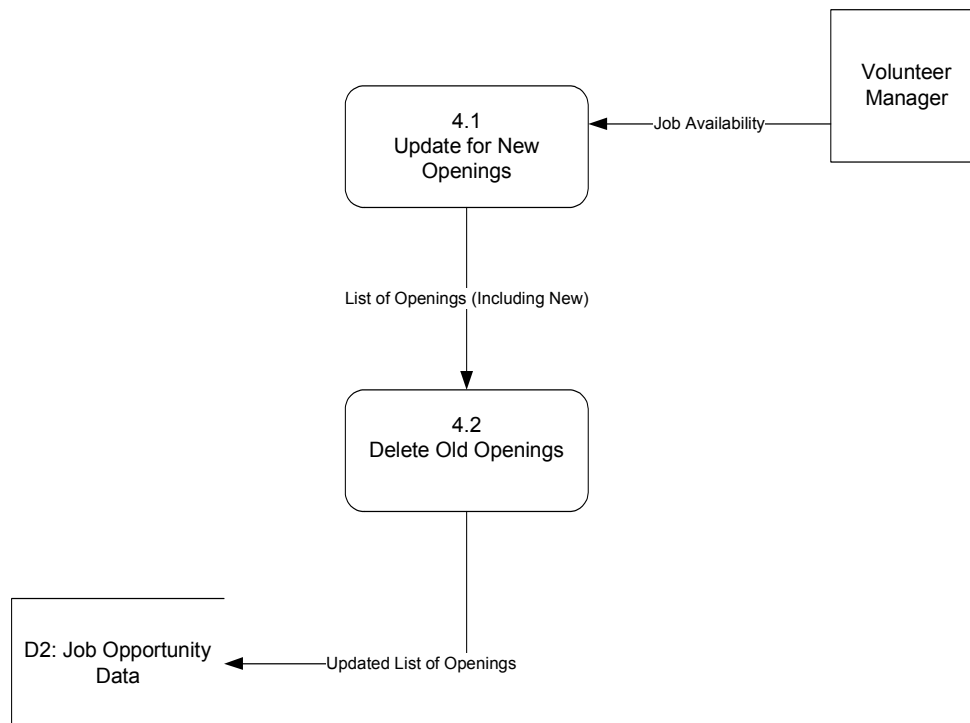 Volunteer
Manager
Job Availability
4.1
Update for New
Openings
List of Openings (Including New)
4.2
Delete Old Openings
D2: Job Opportunity
Data
Updated List of Openings